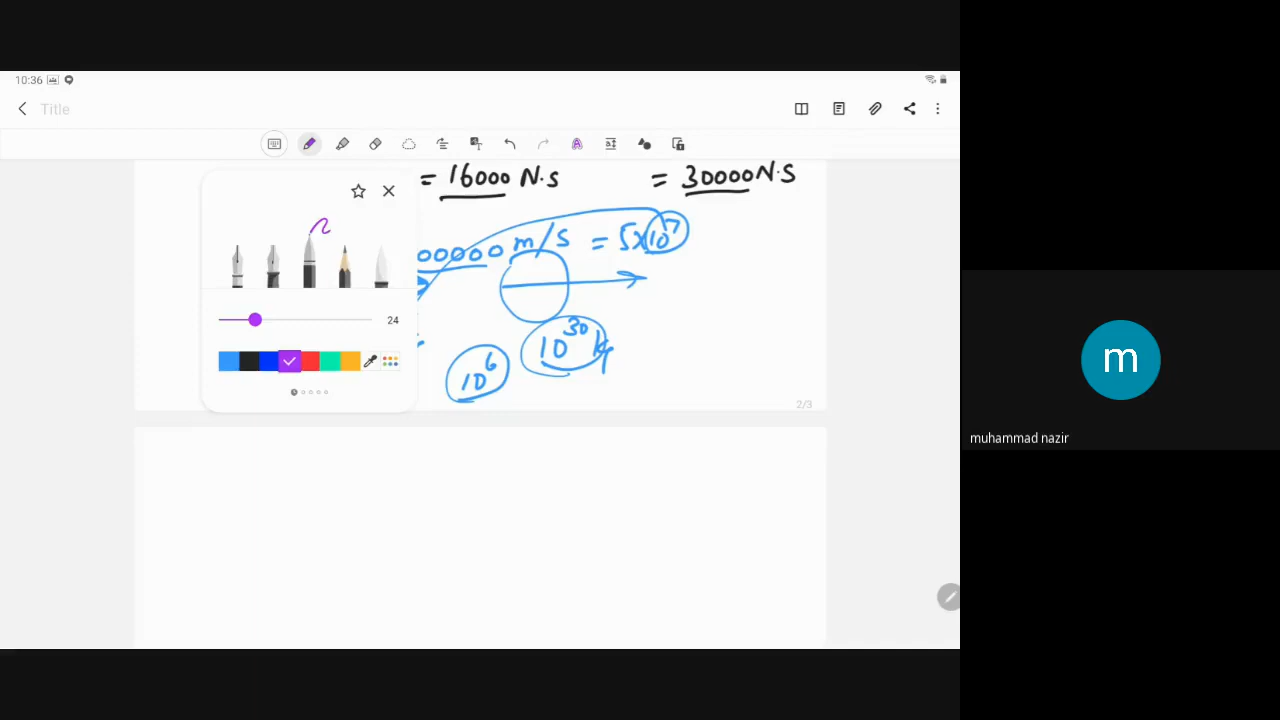 10:36
Title
= 16000 N·s = 30000 N·S
00000 m/s = 5x10⁷
24
10³⁰ kg
10⁶
2/3
m
muhammad nazir